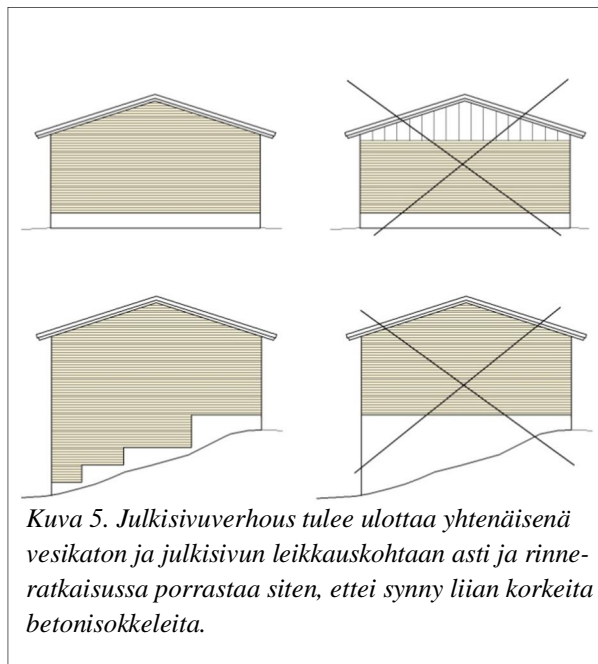 Kuva 5. Julkisivuverhous tulee ulottaa yhtenäisenä
vesikaton ja julkisivun leikkauskohtaan asti ja rinne-
ratkaisussa porrastaa siten, ettei synny liian korkeita
betonisokkeleita.